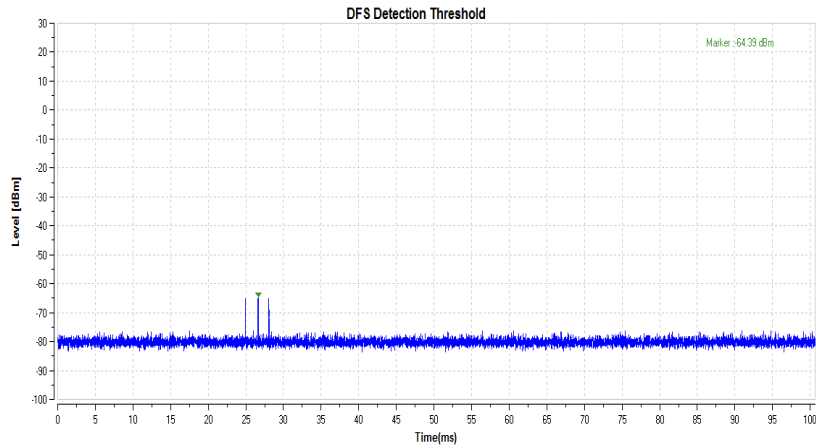 DFS Detection Threshold
Marker :-64.39 dBm
30
20
10
0
-10
-20
-30
-40
-50
-60
-70
-80
-90
-100
Level [dBm]
0 5 10 15 20 25 30 35 40 45 50 55 60 65 70 75 80 85 90 95 100
Time(ms)